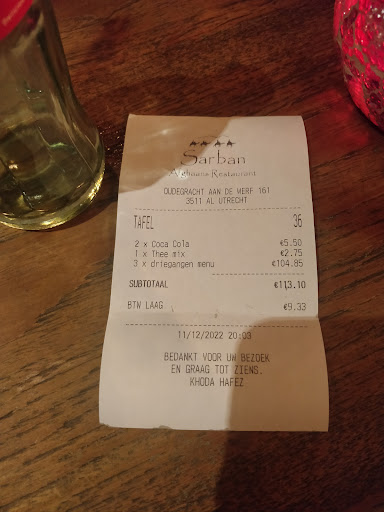 Sarban
Afghaans Restaurant
OUDEGRACHT AAN DE WERF 161
3511 AL UTRECHT
TAFEL 36
2 x Coca Cola €5.50
1 x Thee mix €2.75
3 x driegangen menu €104.85
SUBTOTAAL €113.10
BTW LAAG €9.33
11/12/2022 20:03
BEDANKT VOOR UW BEZOEK
EN GRAAG TOT ZIENS.
KHODA HAFEZ